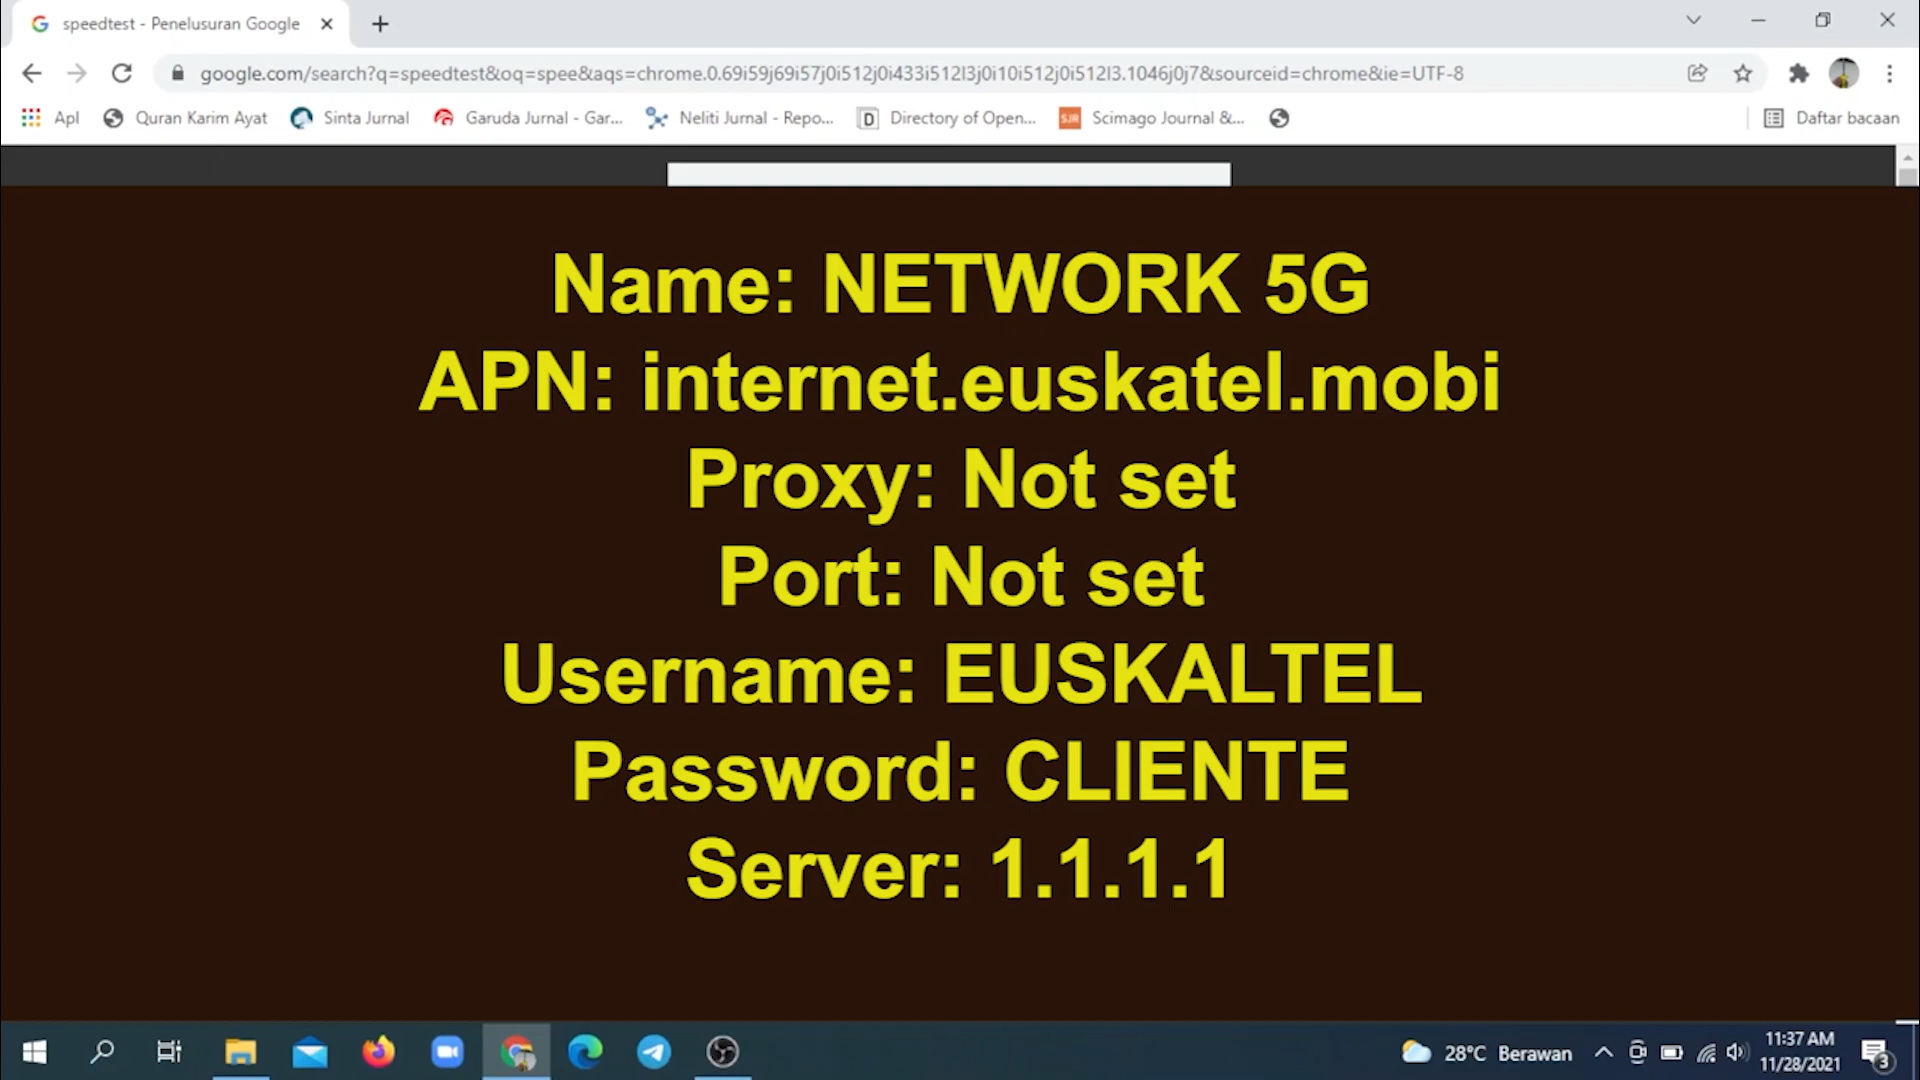 speedtest - Penelusuran Google
google.com/search?q=speedtest&oq=spee&aqs=chrome.0.69i59j69i57j0i512j0i433i512l3j0i10i512j0i512l3.1046j0j7&sourceid=chrome&ie=UTF-8
Apl Quran Karim Ayat Sinta Jurnal Garuda Jurnal - Gar... Neliti Jurnal - Repo... D Directory of Open... SJR Scimago Journal &... Daftar bacaan
Name: NETWORK 5G
APN: internet.euskatel.mobi
Proxy: Not set
Port: Not set
Username: EUSKALTEL
Password: CLIENTE
Server: 1.1.1.1
28°C Berawan
11:37 AM
11/28/2021
3